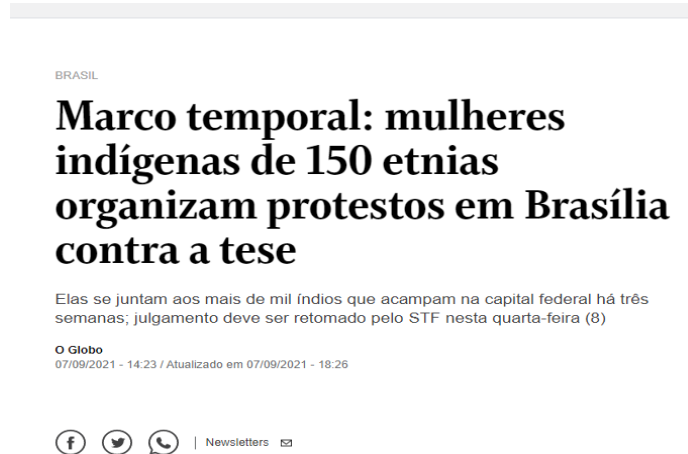 BRASIL
Marco temporal: mulheres
indígenas de 150 etnias
organizam protestos em Brasília
contra a tese
Elas se juntam aos mais de mil índios que acampam na capital federal há três
semanas; julgamento deve ser retomado pelo STF nesta quarta-feira (8)
O Globo
07/09/2021 - 14:23 / Atualizado em 07/09/2021 - 18:26
| Newsletters